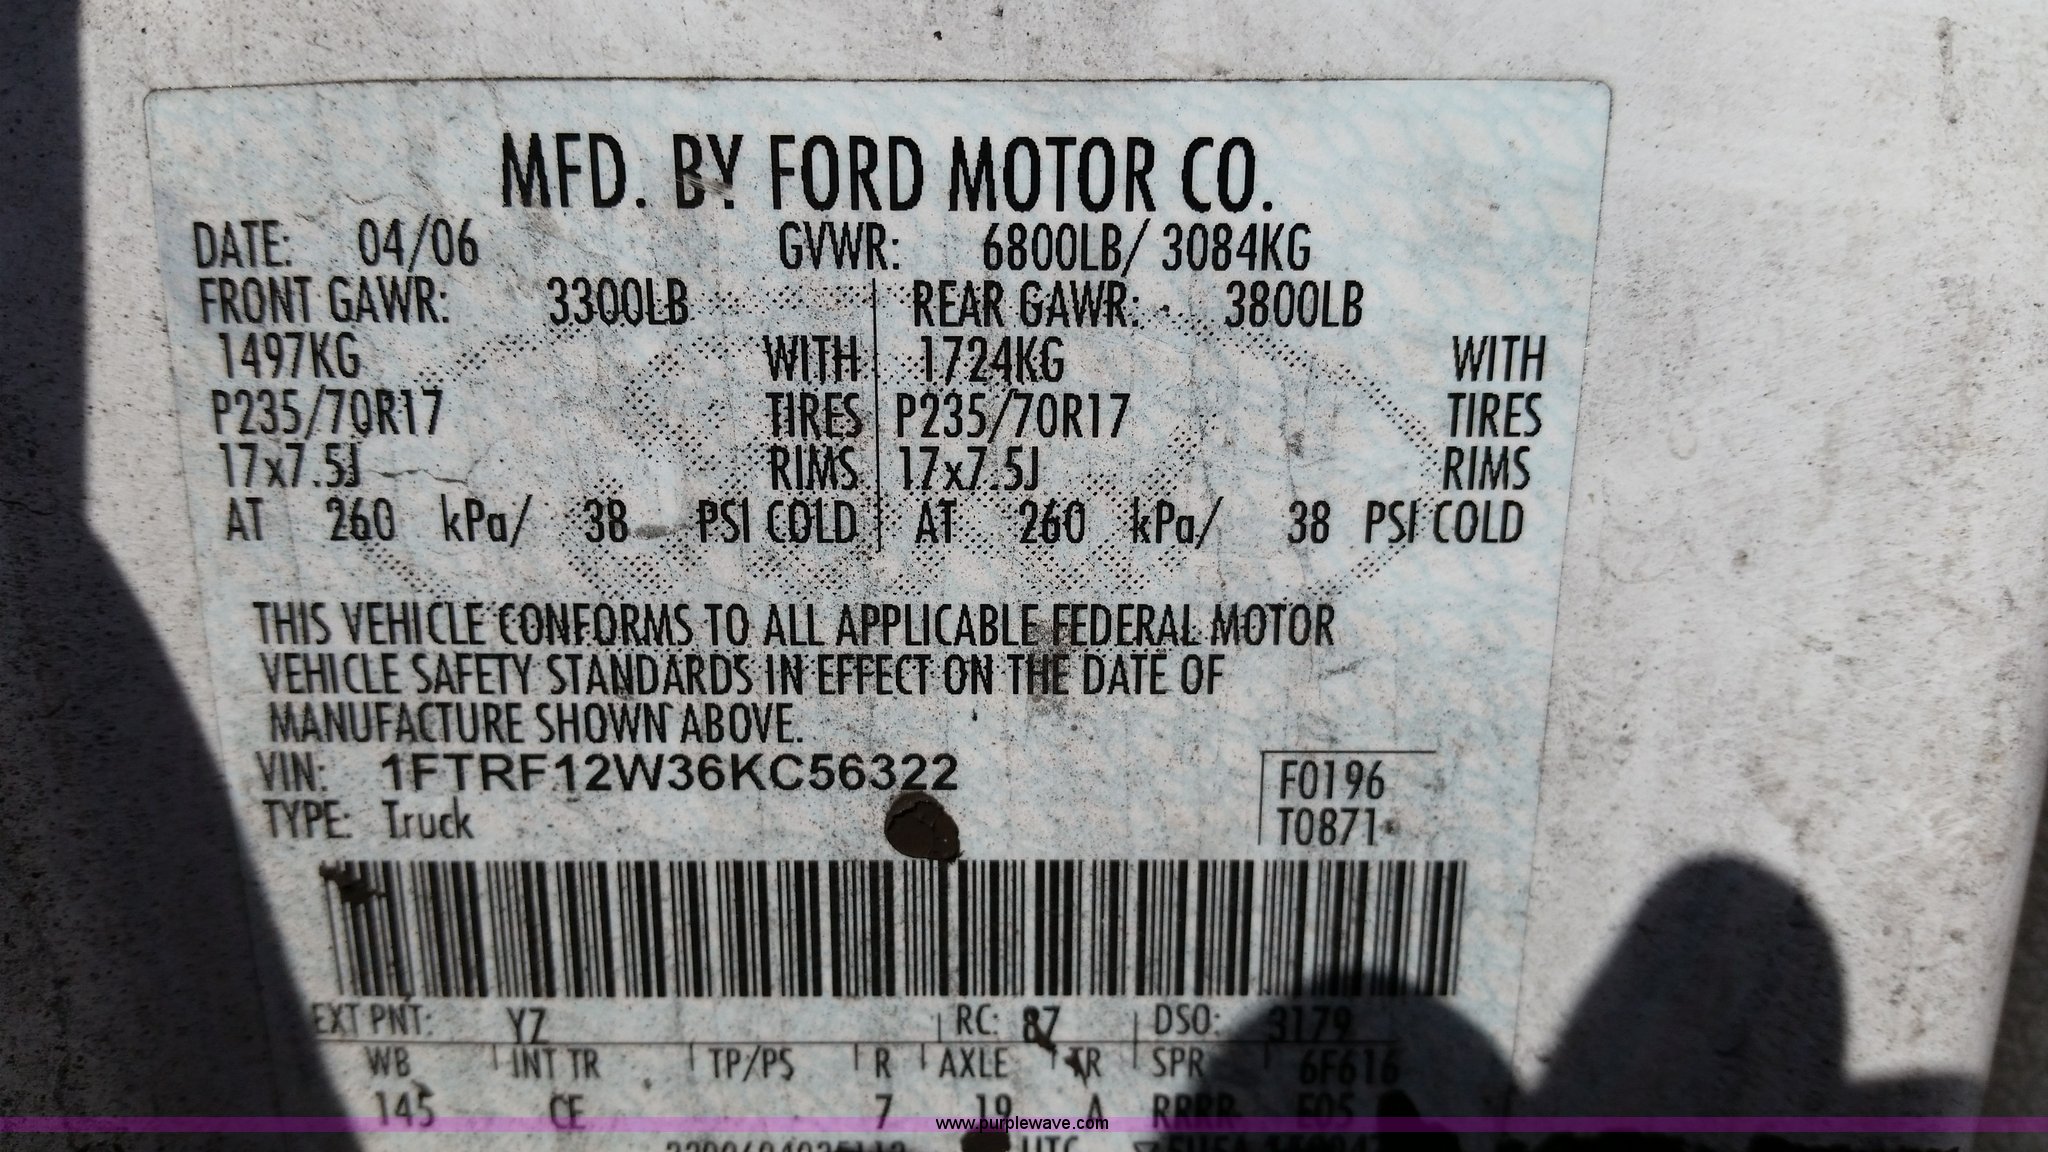 MFD. BY FORD MOTOR CO.
DATE: 04/06 GVWR: 6800LB/ 3084KG
FRONT GAWR: 3300LB REAR GAWR: 3800LB
1497KG WITH 1724KG WITH
P235/70R17 TIRES P235/70R17 TIRES
17x7.5J RIMS 17x7.5J RIMS
AT 260 kPa/ 38 PSI COLD AT 260 kPa/ 38 PSI COLD
THIS VEHICLE CONFORMS TO ALL APPLICABLE FEDERAL MOTOR
VEHICLE SAFETY STANDARDS IN EFFECT ON THE DATE OF
MANUFACTURE SHOWN ABOVE.
VIN: 1FTRF12W36KC56322 F0196
TYPE: Truck T0871
EXT PNT: YZ RC: 87 DSO: 3179
WB INT TR TP/PS R AXLE TR SPR 6F616
145 CE 7 19 A RRRR F05
www.purplewave.com
UTC